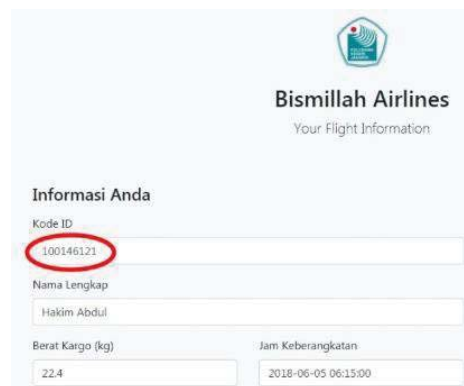 Bismillah Airlines
Your Flight Information
Informasi Anda
Kode ID
100146121
Nama Lengkap
Hakim Abdul
Berat Kargo (kg)
Jam Keberangkatan
22.4
2018-06-05 06:15:00